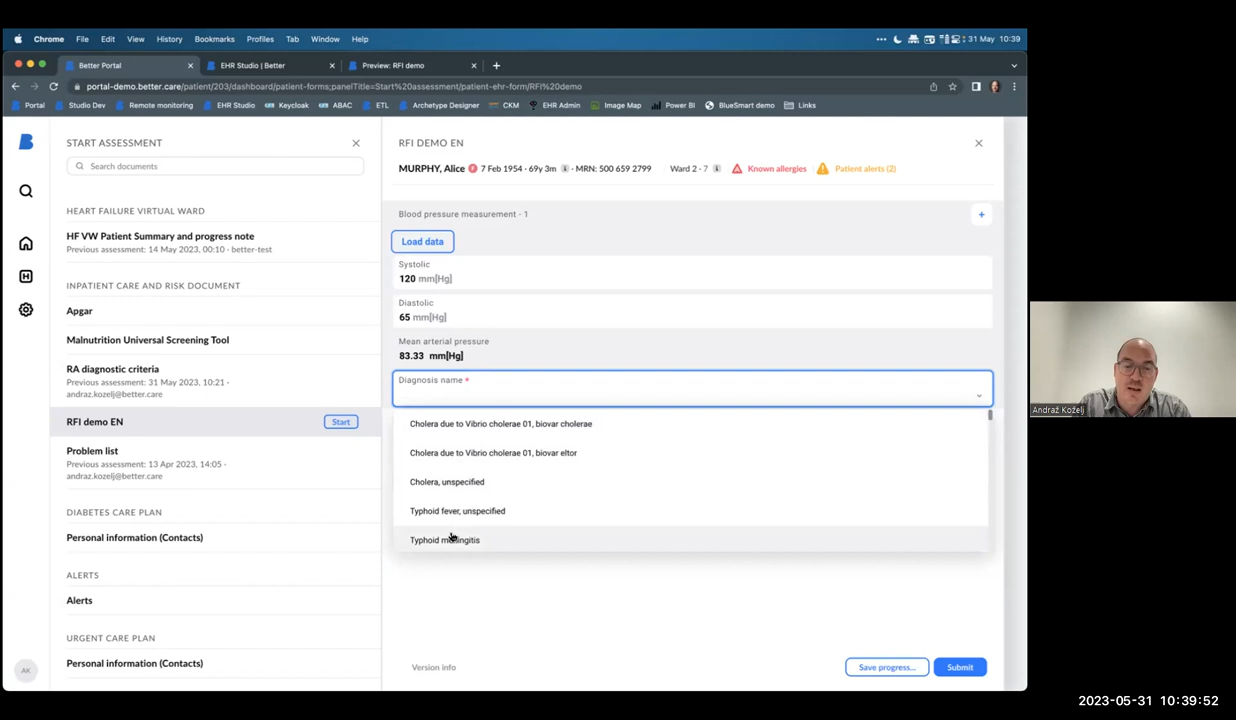 Chrome File Edit View History Bookmarks Profiles Tab Window Help ••• 31 May 10:39
Better Portal × EHR Studio | Better × Preview: RFI demo × +
portal-demo.better.care/patient/203/dashboard/patient-forms;panelTitle=Start%20assessment/patient-ehr-form/RFI%20demo
Portal Studio Dev Remote monitoring EHR Studio Keycloak ABAC ETL Archetype Designer CKM EHR Admin Image Map Power BI BlueSmart demo Links
START ASSESSMENT
Search documents
HEART FAILURE VIRTUAL WARD
HF VW Patient Summary and progress note
Previous assessment: 14 May 2023, 00:10 · better-test
INPATIENT CARE AND RISK DOCUMENT
Apgar
Malnutrition Universal Screening Tool
RA diagnostic criteria
Previous assessment: 31 May 2023, 10:21 ·
andraz.kozelj@better.care
RFI demo EN Start
Problem list
Previous assessment: 13 Apr 2023, 14:05 ·
andraz.kozelj@better.care
DIABETES CARE PLAN
Personal information (Contacts)
ALERTS
Alerts
URGENT CARE PLAN
Personal information (Contacts)
AK
RFI DEMO EN
MURPHY, Alice 7 Feb 1954 · 69y 3m · MRN: 500 659 2799 Ward 2 · 7 Known allergies Patient alerts (2)
Blood pressure measurement · 1 +
Load data
Systolic
120 mm[Hg]
Diastolic
65 mm[Hg]
Mean arterial pressure
83.33 mm[Hg]
Diagnosis name *
Cholera due to Vibrio cholerae 01, biovar cholerae
Cholera due to Vibrio cholerae 01, biovar eltor
Cholera, unspecified
Typhoid fever, unspecified
Typhoid meningitis
Version info Save progress... Submit
Andraž Koželj
2023-05-31 10:39:52